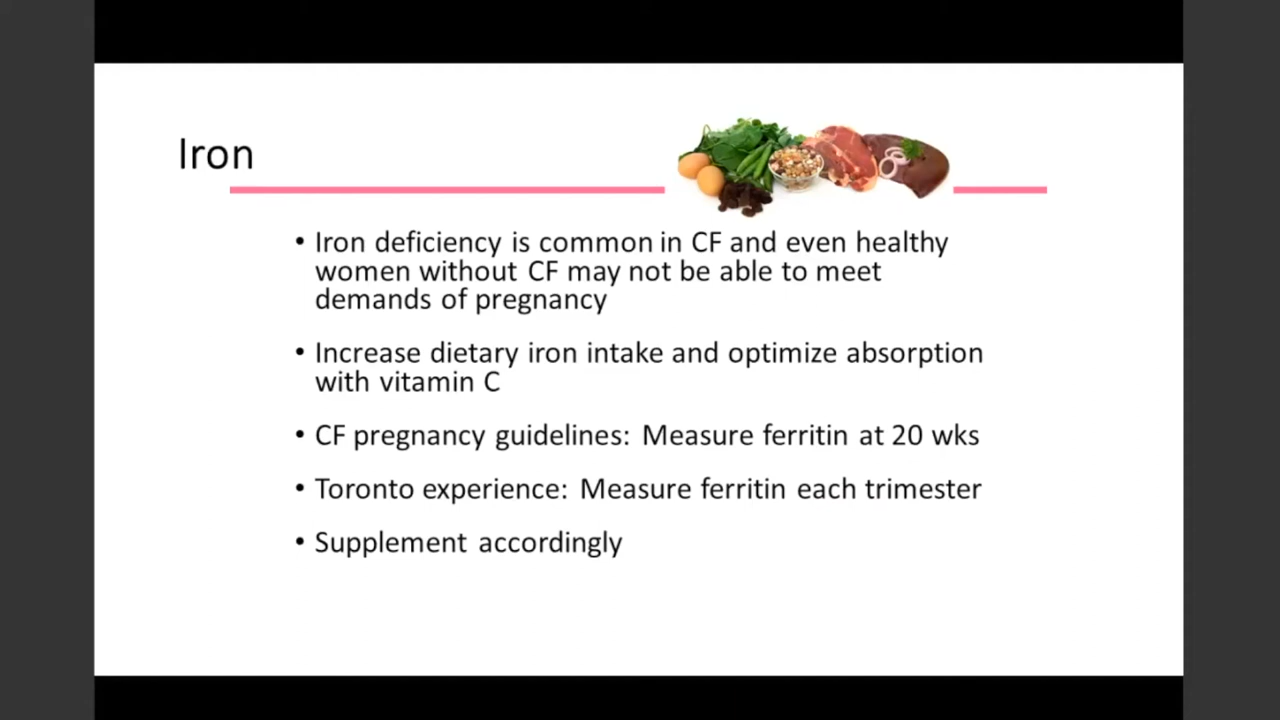 Iron
• Iron deficiency is common in CF and even healthy
women without CF may not be able to meet
demands of pregnancy
• Increase dietary iron intake and optimize absorption
with vitamin C
• CF pregnancy guidelines: Measure ferritin at 20 wks
• Toronto experience: Measure ferritin each trimester
• Supplement accordingly